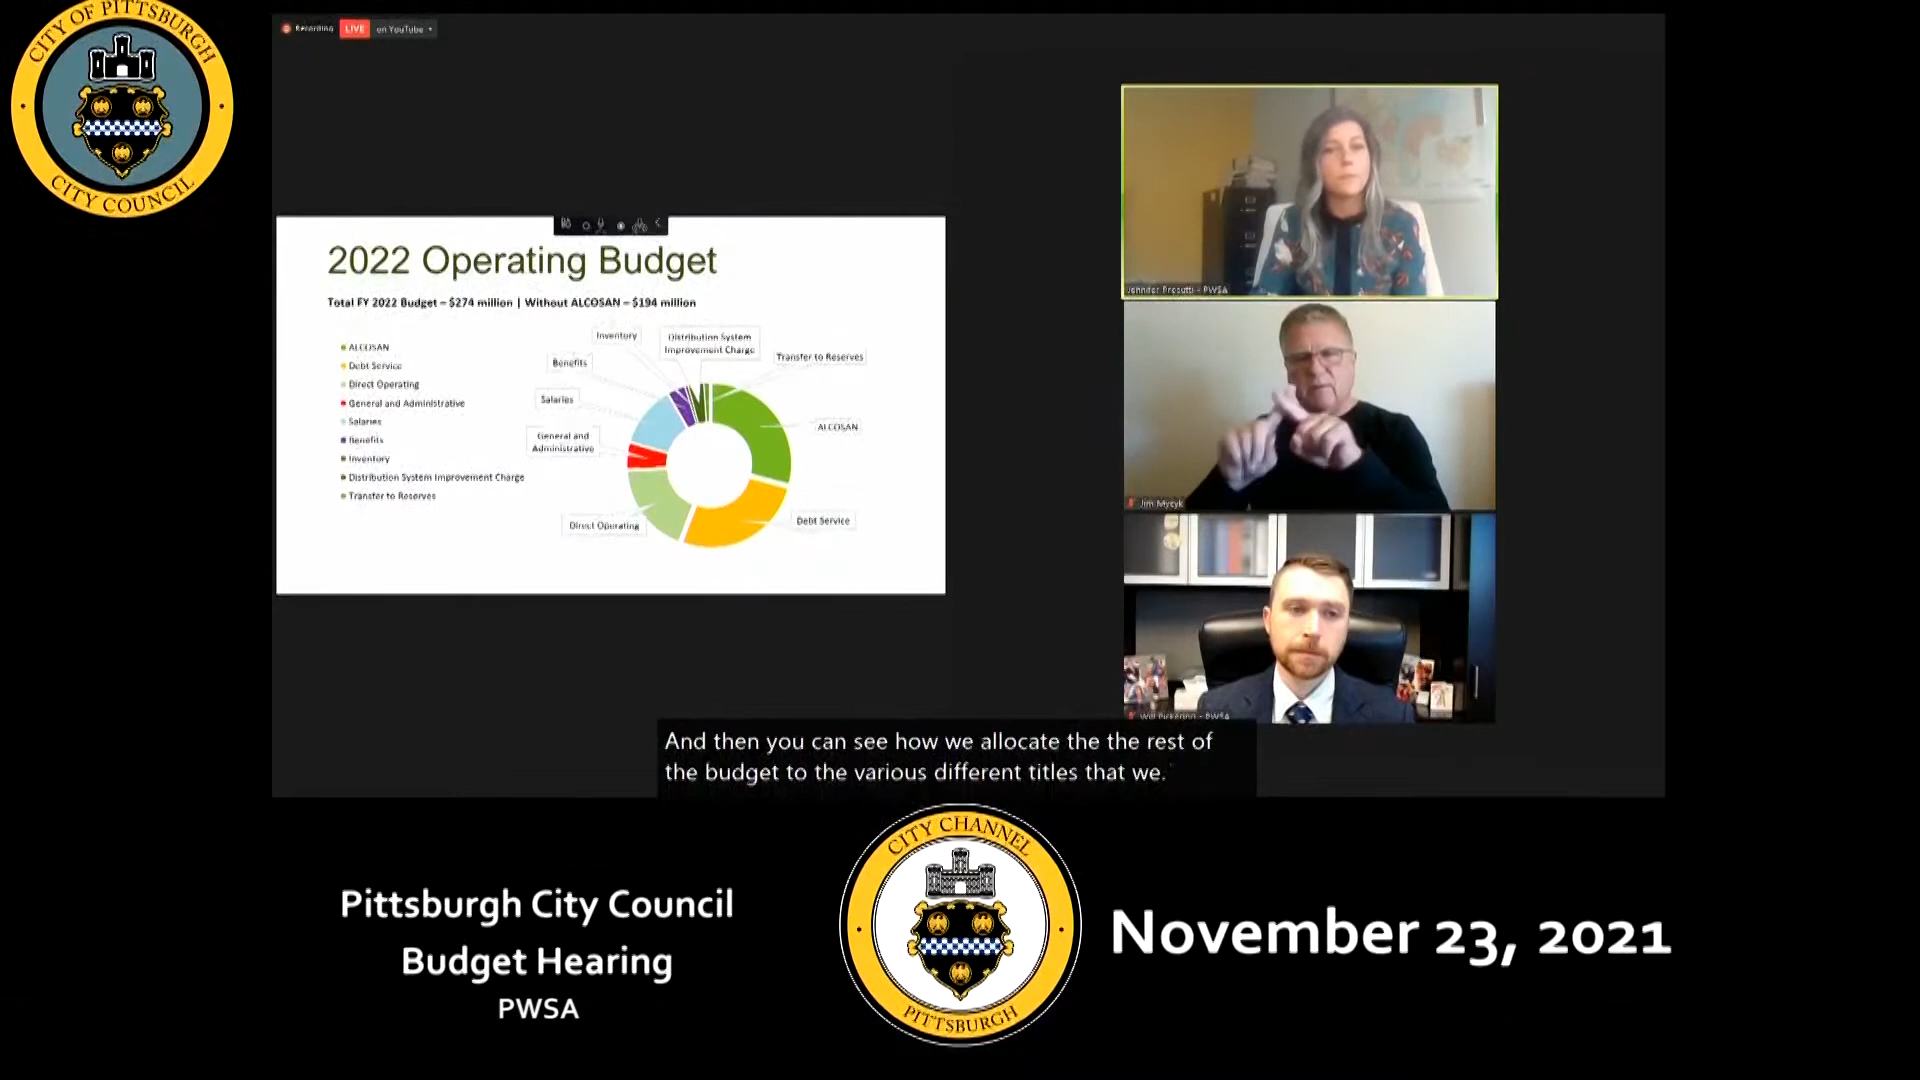 CITY OF PITTSBURGH
CITY COUNCIL
Recording
LIVE
on YouTube
2022 Operating Budget
Total FY 2022 Budget – $274 million | Without ALCOSAN – $194 million
ALCOSAN
Debt Service
Direct Operating
General and Administrative
Salaries
Benefits
Inventory
Distribution System Improvement Charge
Transfer to Reserves
Inventory
Distribution System
Improvement Charge
Transfer to Reserves
Benefits
Salaries
General and
Administrative
ALCOSAN
Direct Operating
Debt Service
Jennifer Presutti - PWSA
Jim Mycyk
Will Pickering - PWSA
And then you can see how we allocate the the rest of
the budget to the various different titles that we.
Pittsburgh City Council
Budget Hearing
PWSA
CITY CHANNEL
PITTSBURGH
November 23, 2021